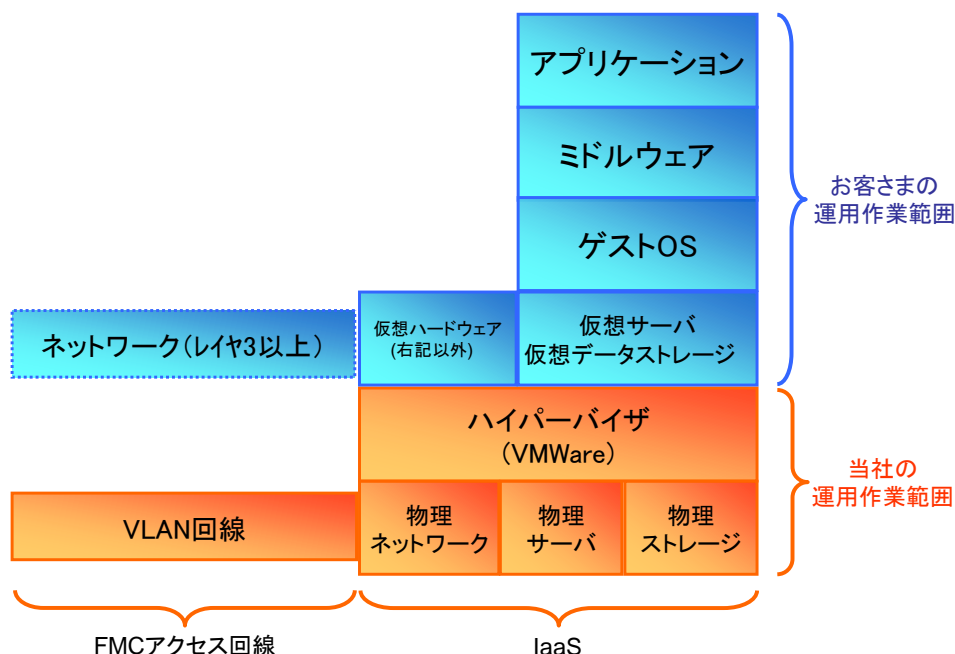 アプリケーション
ミドルウェア
ゲストOS
お客さまの
運用作業範囲
ネットワーク(レイヤ3以上)
仮想ハードウェア
(右記以外)
仮想サーバ
仮想データストレージ
ハイパーバイザ
(VMWare)
当社の
運用作業範囲
VLAN回線
物理
ネットワーク
物理
サーバ
物理
ストレージ
FMCアクセス回線
IaaS